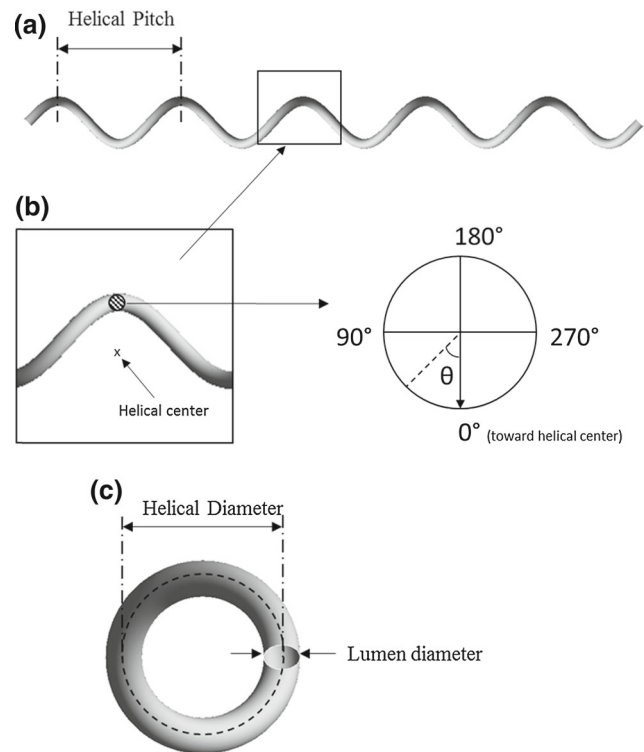 (a)
Helical Pitch
(b)
x
Helical center
180°
90°
270°
θ
0° (toward helical center)
(c)
Helical Diameter
Lumen diameter